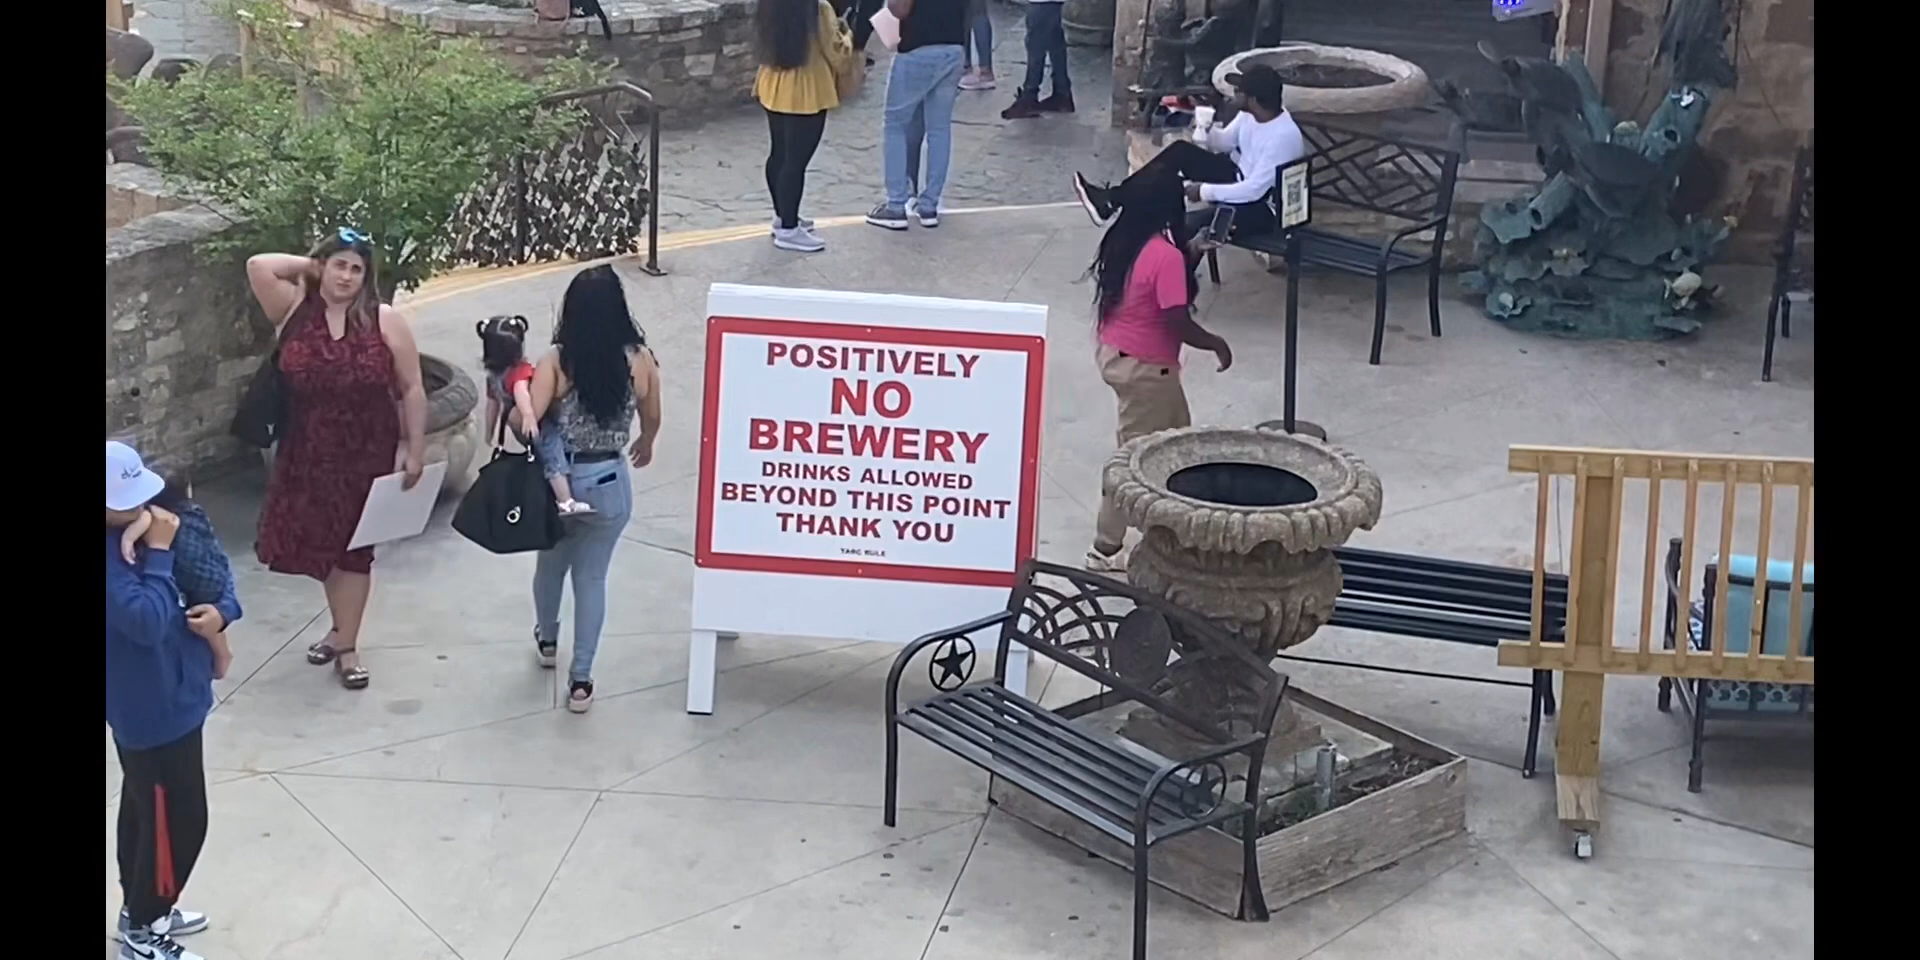 POSITIVELY
NO
BREWERY
DRINKS ALLOWED
BEYOND THIS POINT
THANK YOU
TABC RULE